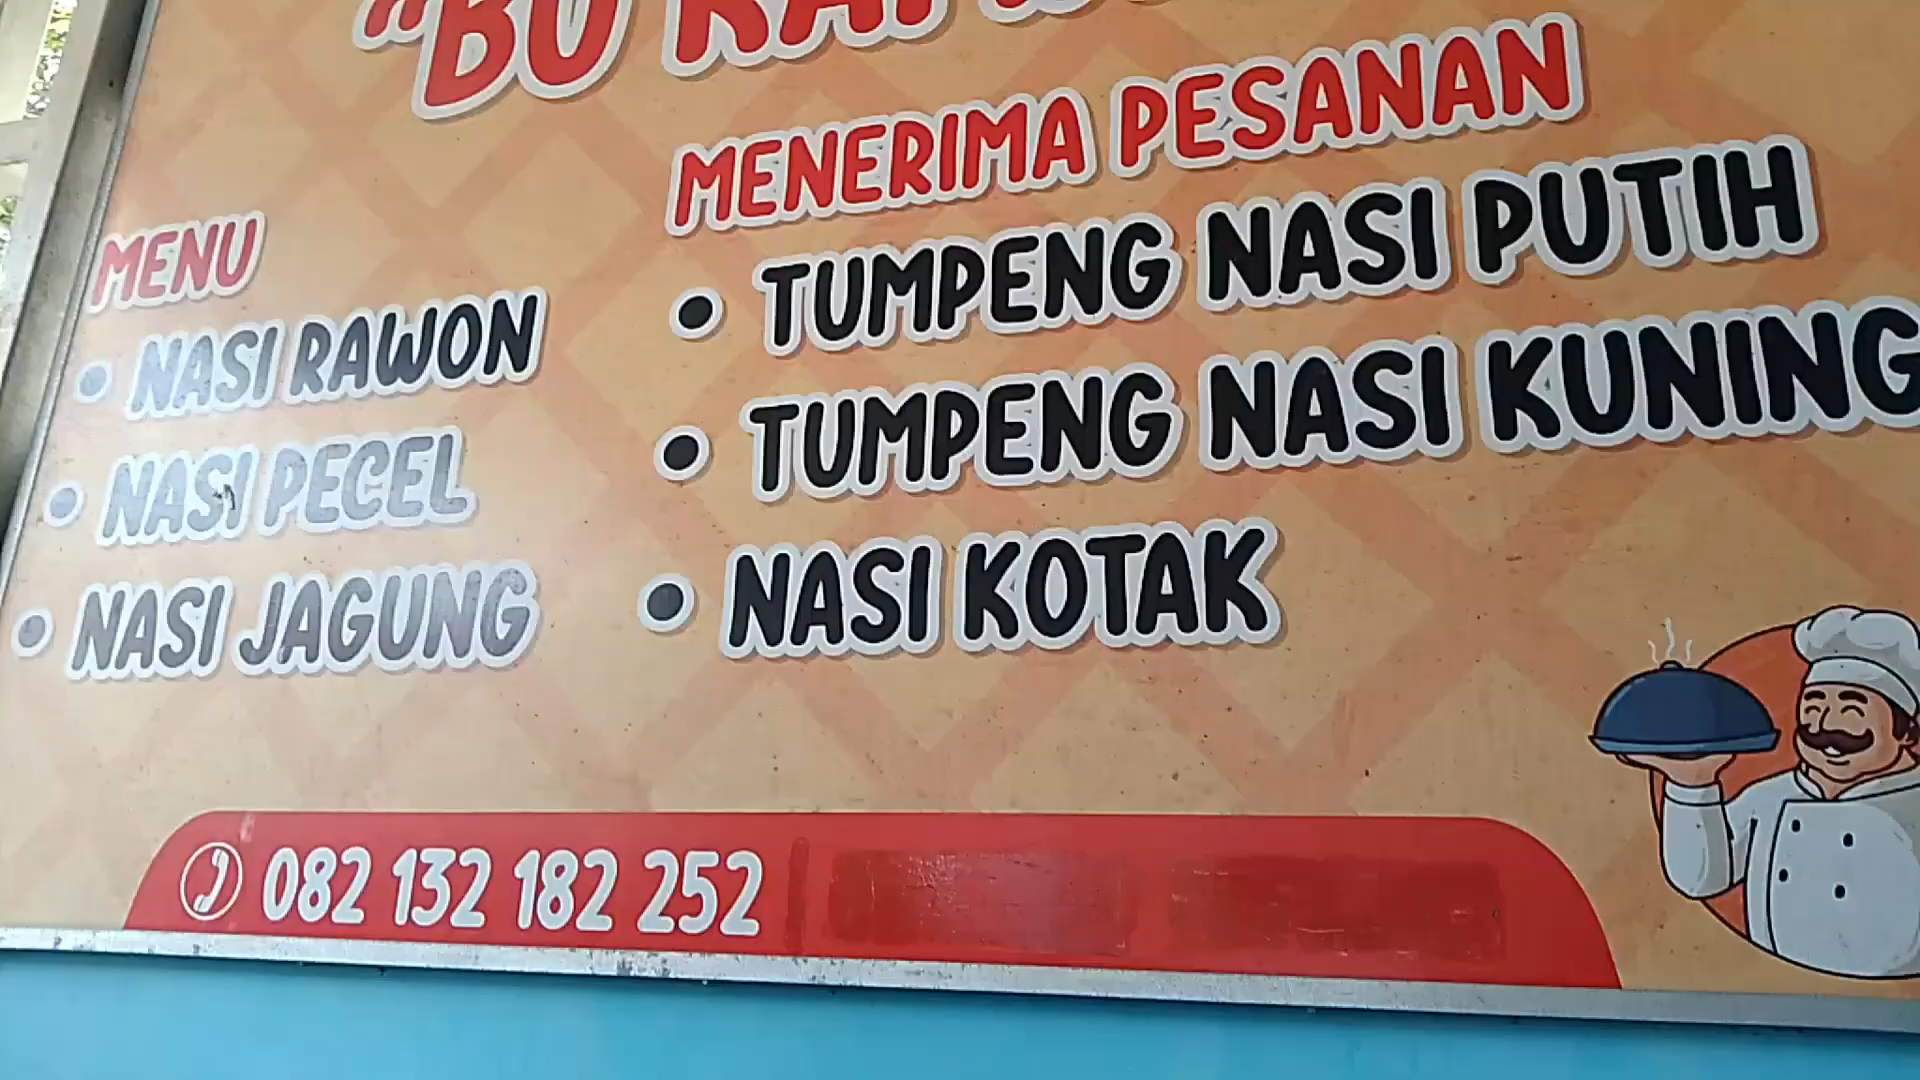 "BU
MENU
• NASI RAWON
• NASI PECEL
• NASI JAGUNG
MENERIMA PESANAN
• TUMPENG NASI PUTIH
• TUMPENG NASI KUNING
• NASI KOTAK
082 132 182 252